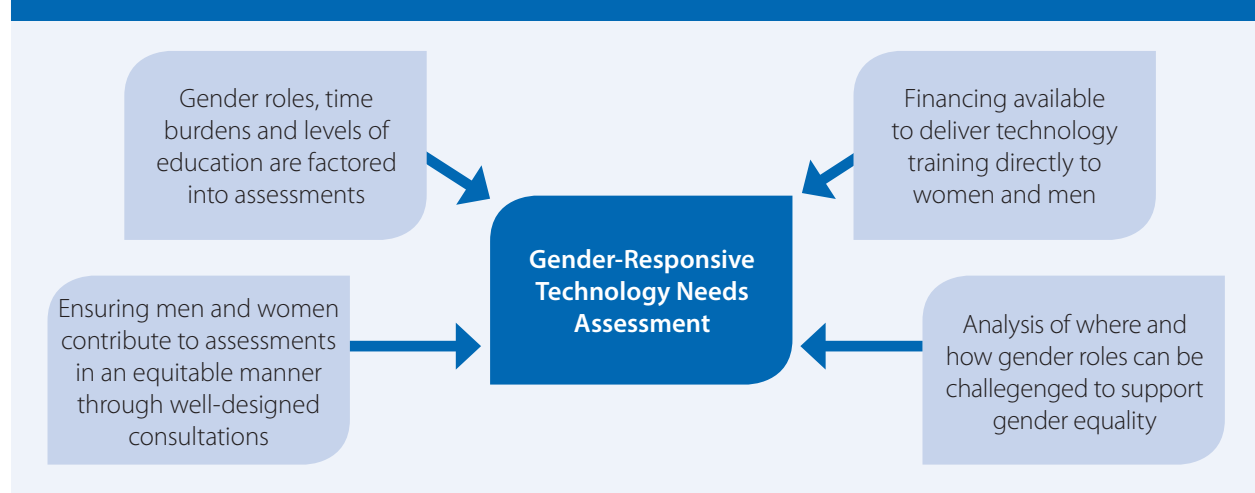 Gender roles, time
burdens and levels of
education are factored
into assessments
Financing available
to deliver technology
training directly to
women and men
Gender-Responsive
Technology Needs
Assessment
Ensuring men and women
contribute to assessments
in an equitable manner
through well-designed
consultations
Analysis of where and
how gender roles can be
challegenged to support
gender equality